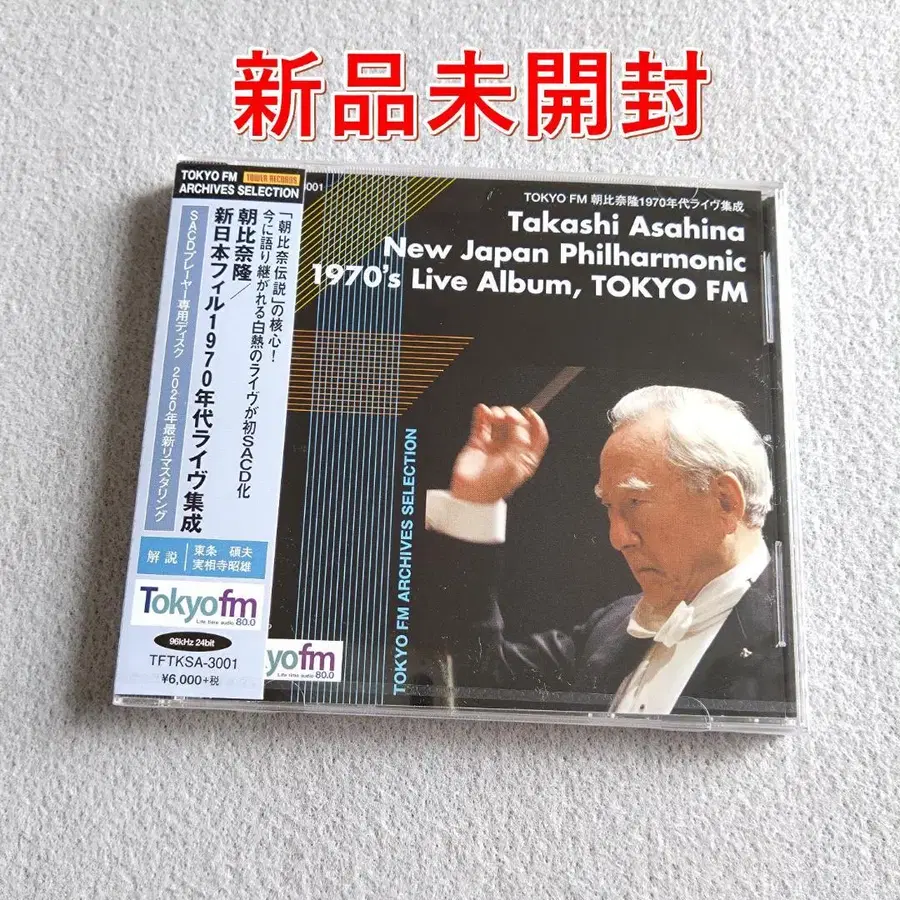 新品未開封
TOKYO FM TOWER RECORDS
ARCHIVES SELECTION
「朝比奈伝説」の核心!
今に語り継がれる白熱のライヴが初SACD化
朝比奈隆/
新日本フィル1970年代ライヴ集成
SACDプレーヤー専用ディスク 2020年最新リマスタリング
解説
東条 碩夫
実相寺昭雄
Tokyofm
Life time audio 80.0
96kHz 24bit
TFTKSA-3001
¥6,000+税
001
TOKYO FM 朝比奈隆1970年代ライヴ集成
Takashi Asahina
New Japan Philharmonic
1970's Live Album, TOKYO FM
TOKYO FM ARCHIVES SELECTION
yofm
Life time audio 80.0